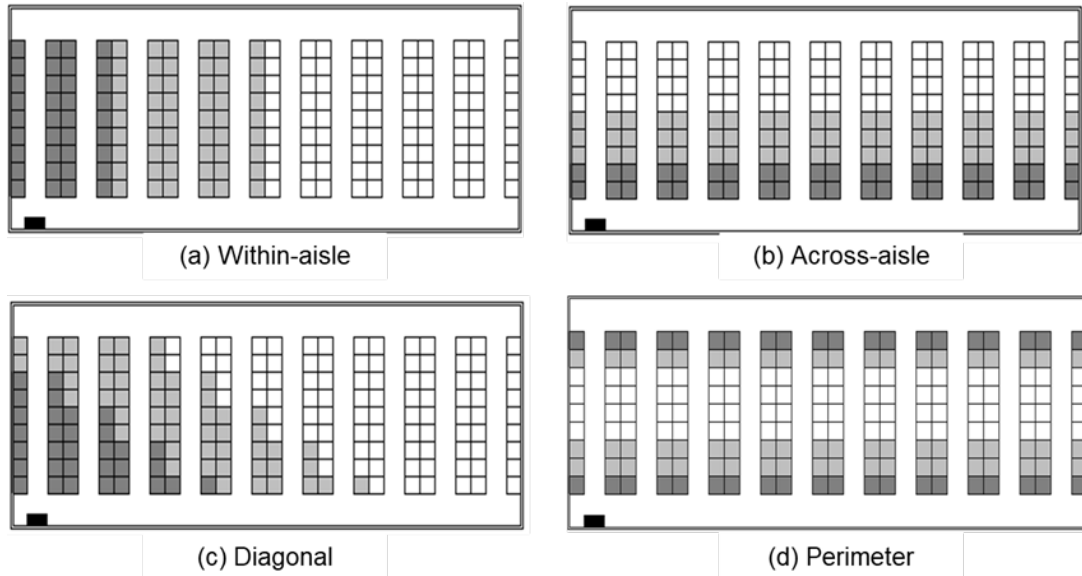 (a) Within-aisle
(b) Across-aisle
(c) Diagonal
(d) Perimeter